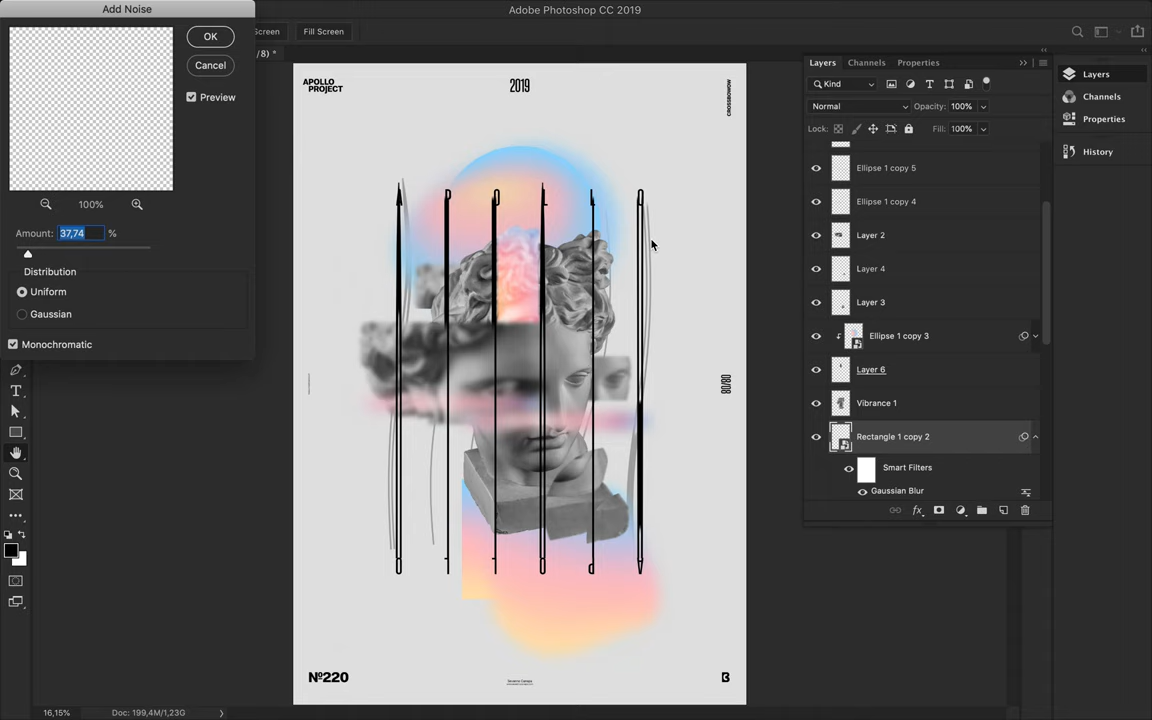 Add Noise
Adobe Photoshop CC 2019
OK
Cancel
Preview
100%
Amount: 37,74 %
Distribution
Uniform
Gaussian
Monochromatic
Screen
Fill Screen
/8) *
APOLLO
PROJECT
2019
CROSSBOWOW
A P O L L O
08/08
O T T O D V
Nº220
B
16,15%
Doc: 199,4M/1,23G
Layers
Channels
Properties
Kind
Normal
Opacity: 100%
Lock:
Fill: 100%
Ellipse 1 copy 5
Ellipse 1 copy 4
Layer 2
Layer 4
Layer 3
Ellipse 1 copy 3
Layer 6
Vibrance 1
Rectangle 1 copy 2
Smart Filters
Gaussian Blur
Layers
Channels
Properties
History